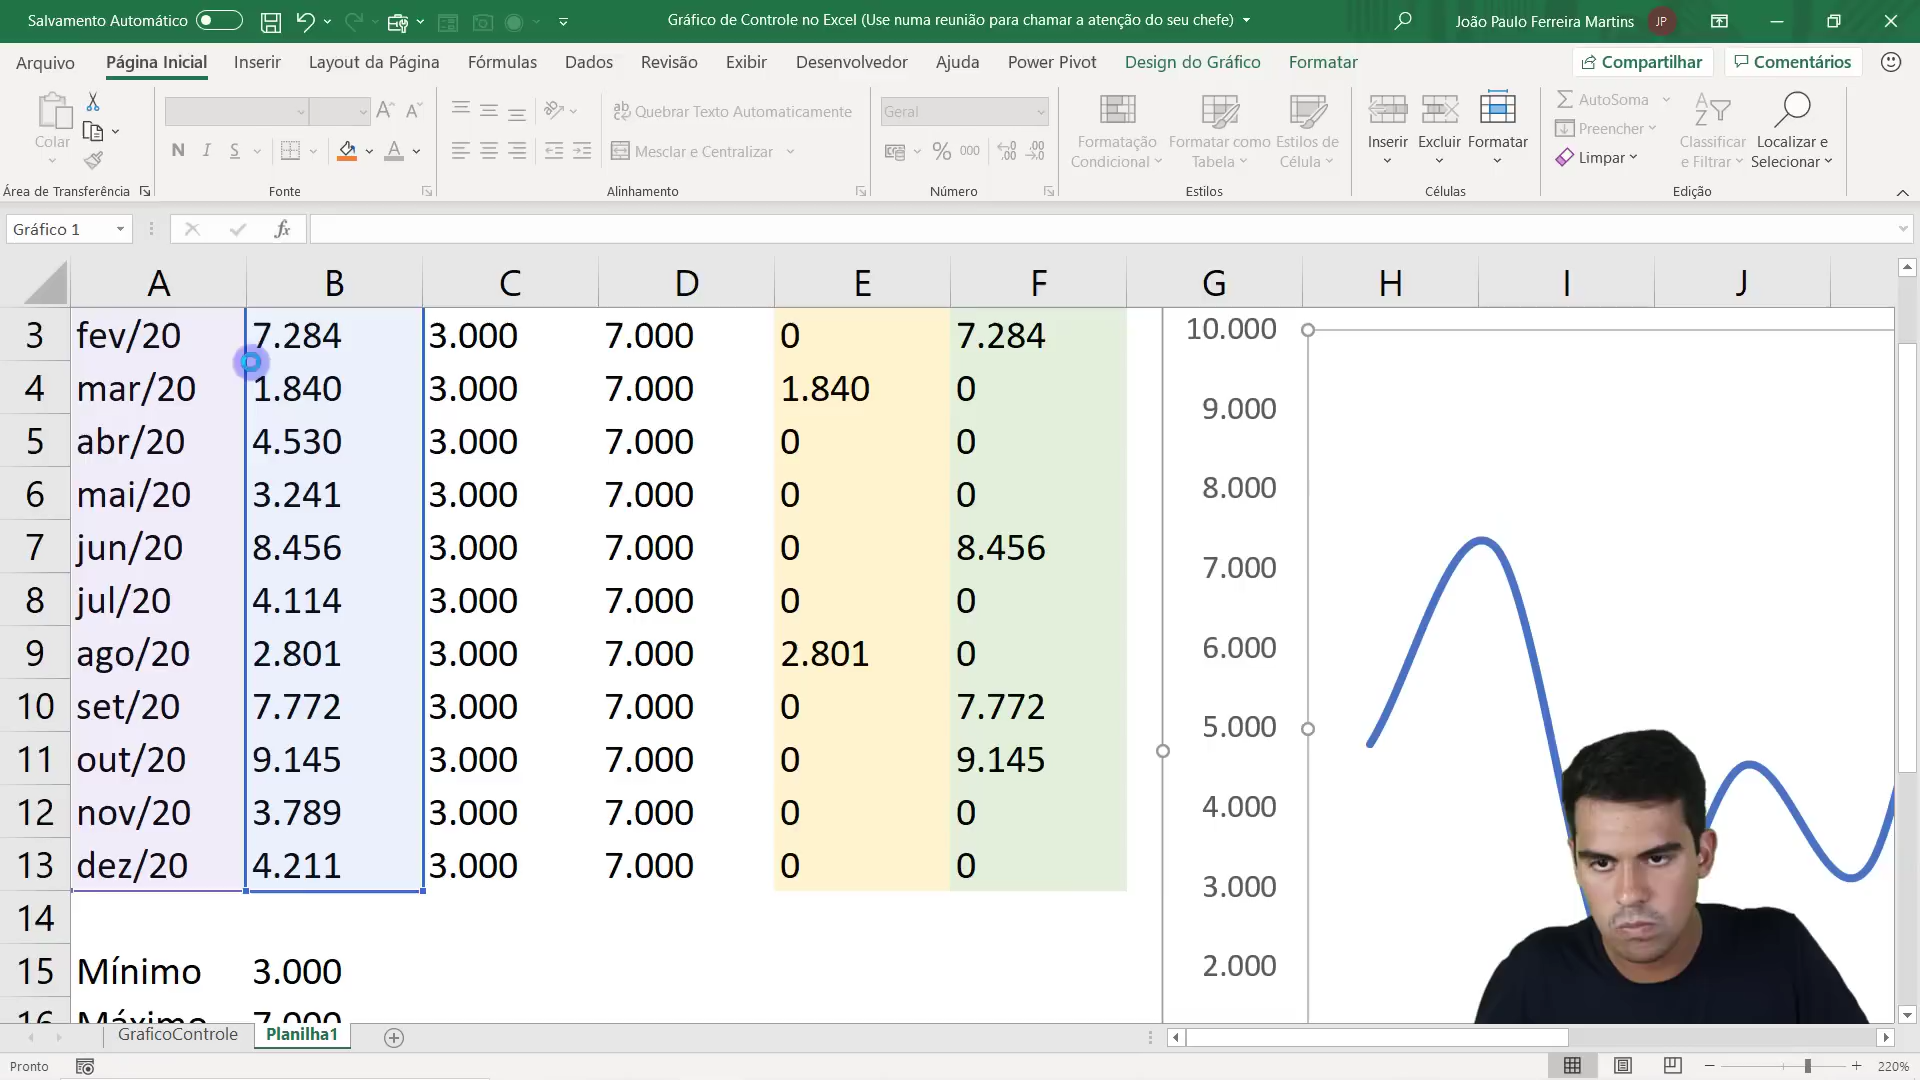 Salvamento Automático
Gráfico de Controle no Excel (Use numa reunião para chamar a atenção do seu chefe)
João Paulo Ferreira Martins JP
Arquivo Página Inicial Inserir Layout da Página Fórmulas Dados Revisão Exibir Desenvolvedor Ajuda Power Pivot Design do Gráfico Formatar Compartilhar Comentários
Colar
N I S
Quebrar Texto Automaticamente
Mesclar e Centralizar
Geral
% 000
Formatação Condicional
Formatar como Tabela
Estilos de Célula
Inserir Excluir Formatar
AutoSoma
Preencher
Limpar
Classificar e Filtrar
Localizar e Selecionar
Área de Transferência Fonte Alinhamento Número Estilos Células Edição
Gráfico 1 fx
A B C D E F G H I J
3 fev/20 7.284 3.000 7.000 0 7.284
4 mar/20 1.840 3.000 7.000 1.840 0
5 abr/20 4.530 3.000 7.000 0 0
6 mai/20 3.241 3.000 7.000 0 0
7 jun/20 8.456 3.000 7.000 0 8.456
8 jul/20 4.114 3.000 7.000 0 0
9 ago/20 2.801 3.000 7.000 2.801 0
10 set/20 7.772 3.000 7.000 0 7.772
11 out/20 9.145 3.000 7.000 0 9.145
12 nov/20 3.789 3.000 7.000 0 0
13 dez/20 4.211 3.000 7.000 0 0
14
15 Mínimo 3.000
16 Máximo 7.000
10.000
9.000
8.000
7.000
6.000
5.000
4.000
3.000
2.000
GraficoControle Planilha1
Pronto
220%